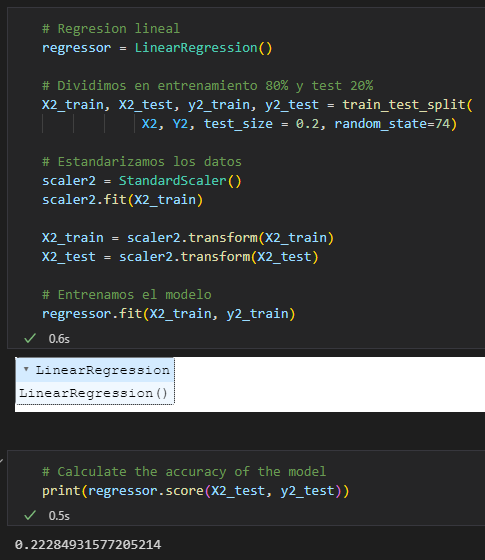 # Regresion lineal
regressor = LinearRegression()
# Dividimos en entrenamiento 80% y test 20%
X2_train, X2_test, y2_train, y2_test = train_test_split(
X2, Y2, test_size = 0.2, random_state=74)
# Estandarizamos los datos
scaler2 = StandardScaler()
scaler2.fit(X2_train)
X2_train = scaler2.transform(X2_train)
X2_test = scaler2.transform(X2_test)
# Entrenamos el modelo
regressor.fit(X2_train, y2_train)
✓ 0.6s
▾ LinearRegression
LinearRegression()
# Calculate the accuracy of the model
print(regressor.score(X2_test, y2_test))
✓ 0.5s
0.22284931577205214